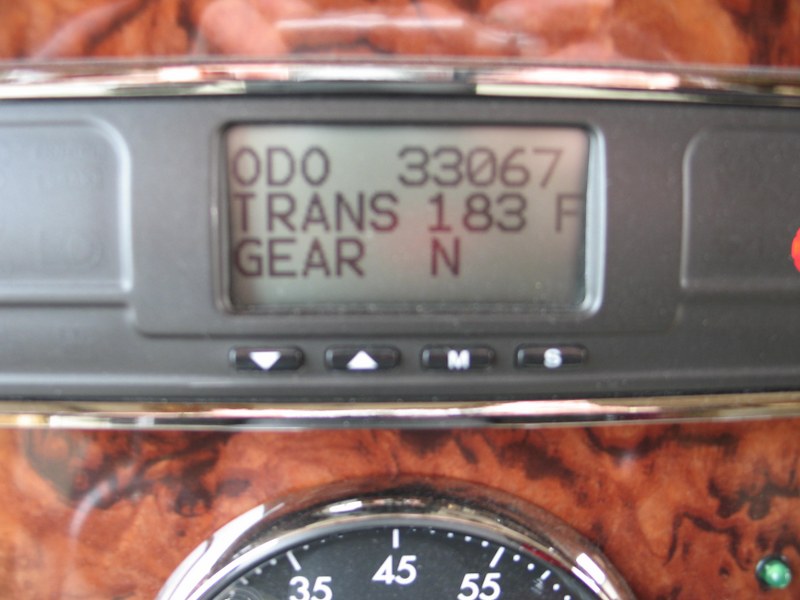 ODO 33067
TRANS 183 F
GEAR N
M S
35 45 55